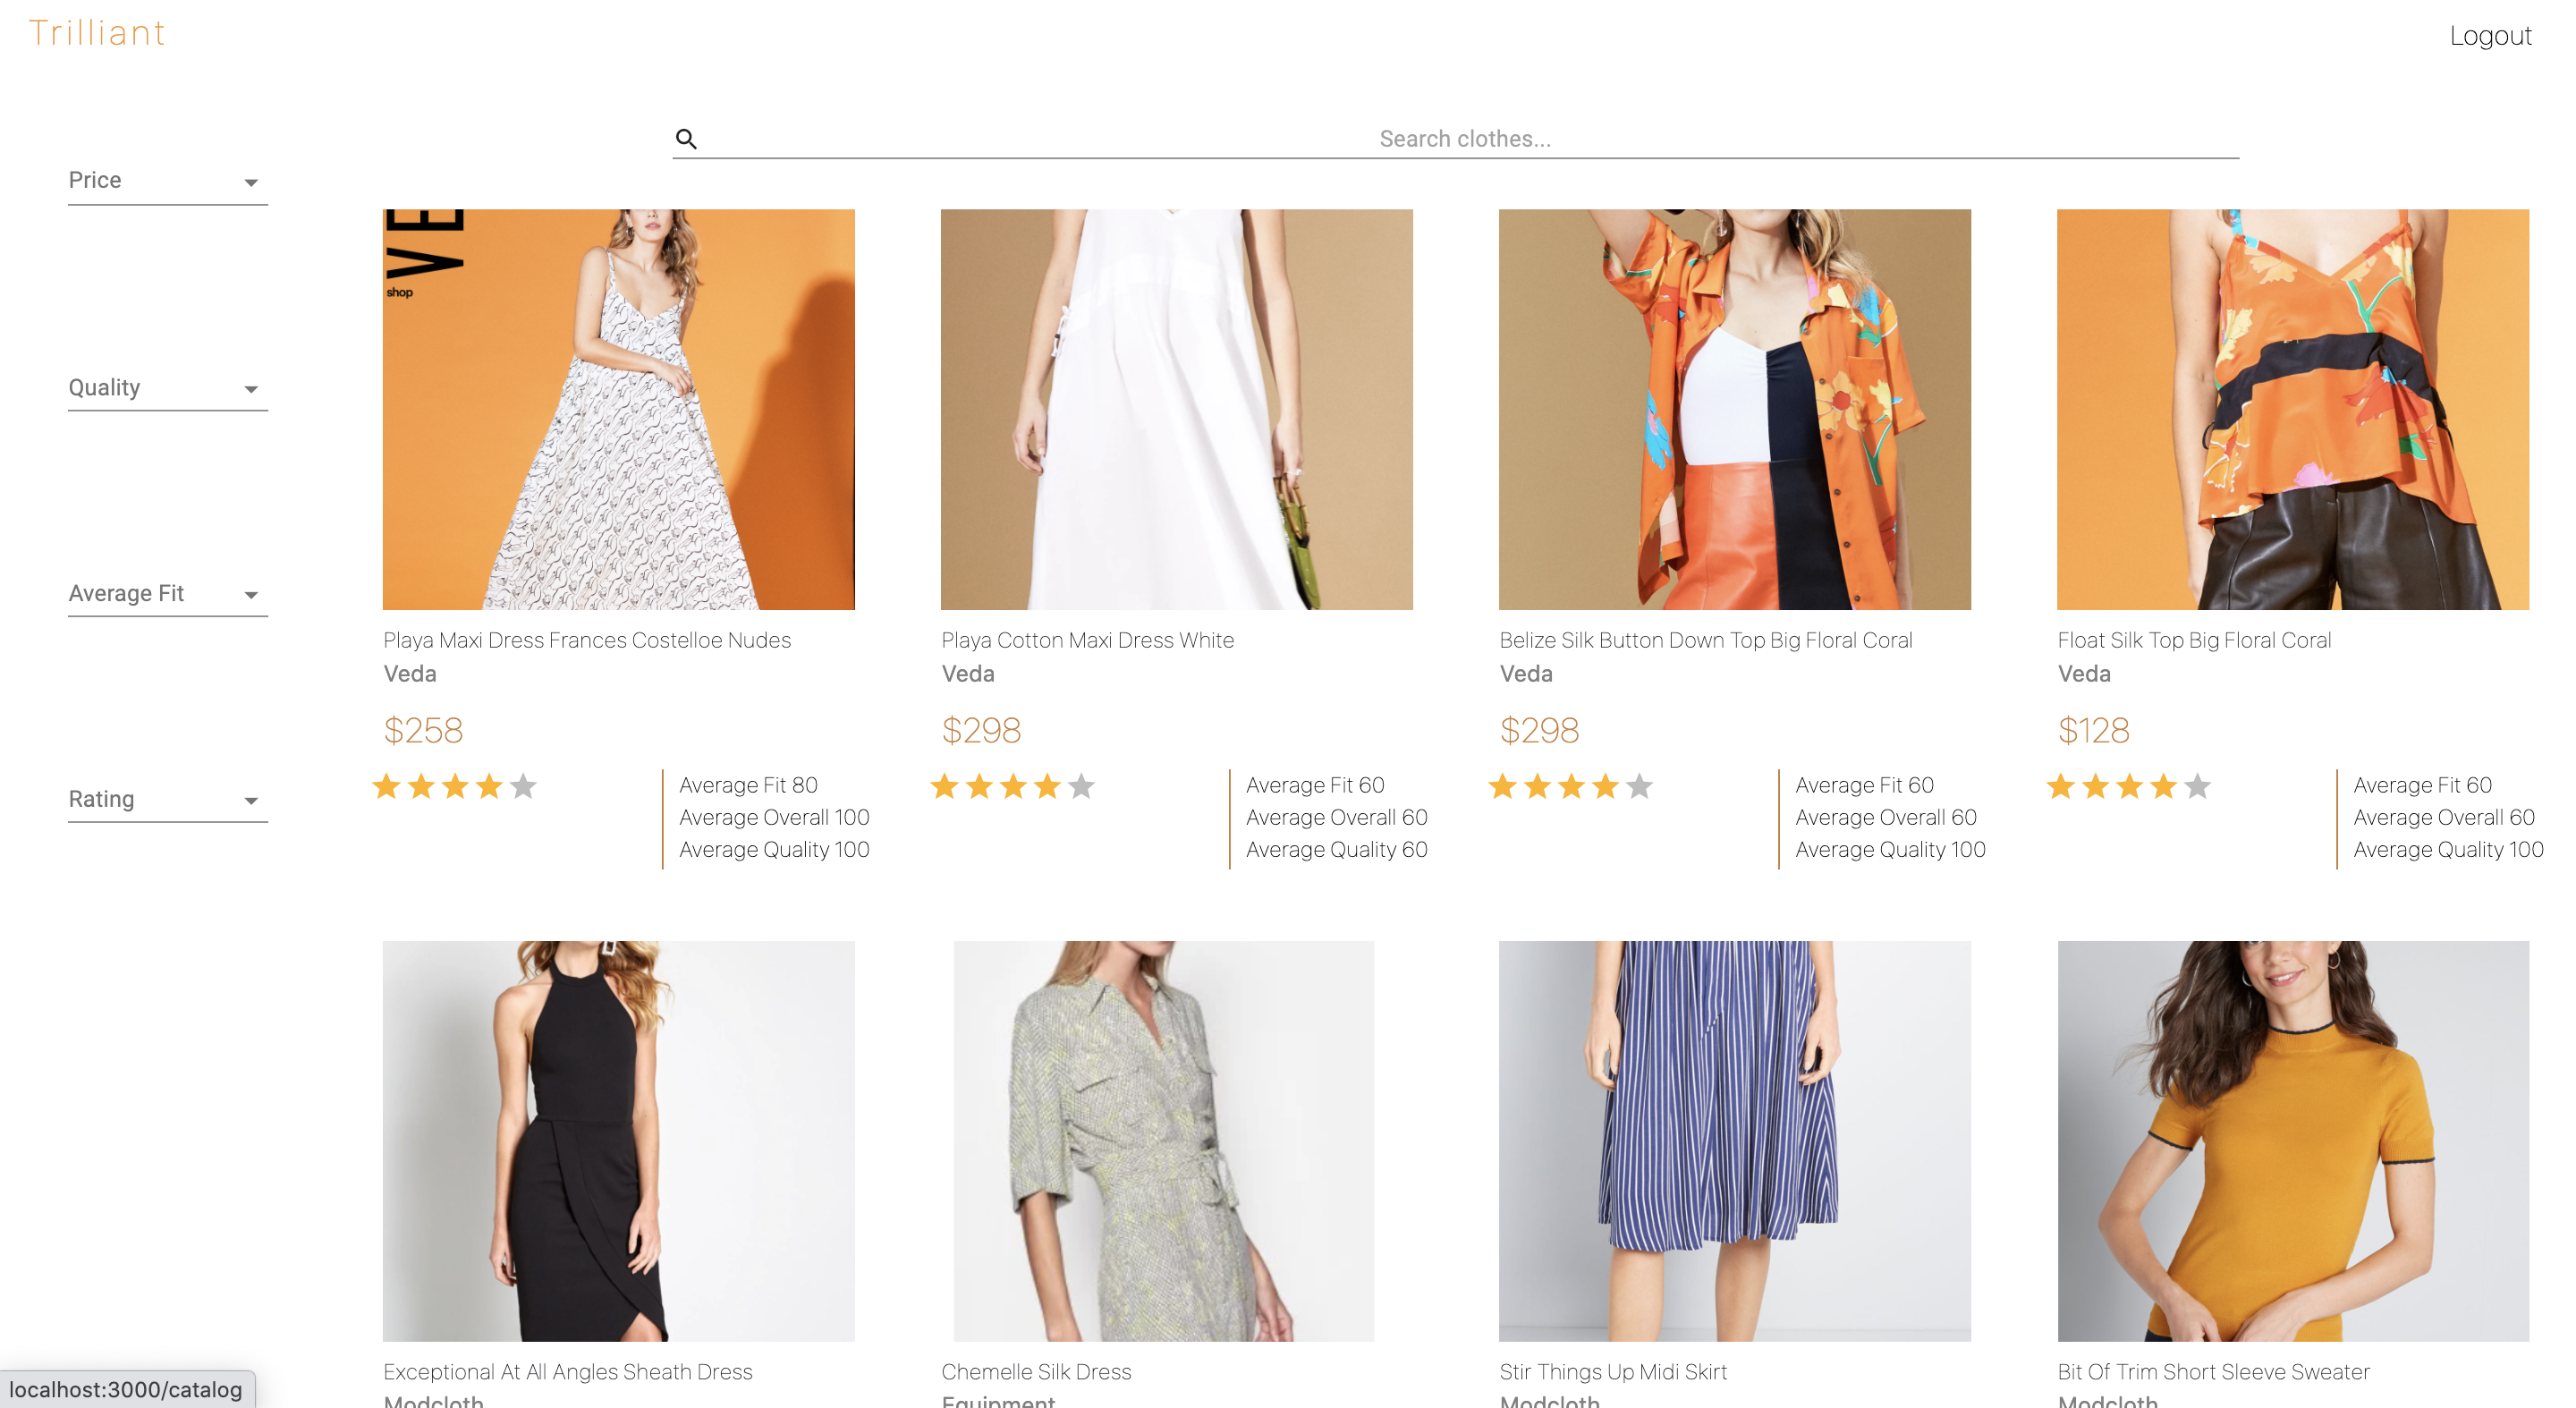 Trilliant
Logout
Search clothes...
Price
Quality
Average Fit
Rating
VE
shop
Playa Maxi Dress Frances Costelloe Nudes
Veda
$258
Average Fit 80
Average Overall 100
Average Quality 100
Playa Cotton Maxi Dress White
Veda
$298
Average Fit 60
Average Overall 60
Average Quality 60
Belize Silk Button Down Top Big Floral Coral
Veda
$298
Average Fit 60
Average Overall 60
Average Quality 100
Float Silk Top Big Floral Coral
Veda
$128
Average Fit 60
Average Overall 60
Average Quality 100
Exceptional At All Angles Sheath Dress
Modcloth
Chemelle Silk Dress
Equipment
Stir Things Up Midi Skirt
Modcloth
Bit Of Trim Short Sleeve Sweater
Modcloth
localhost:3000/catalog